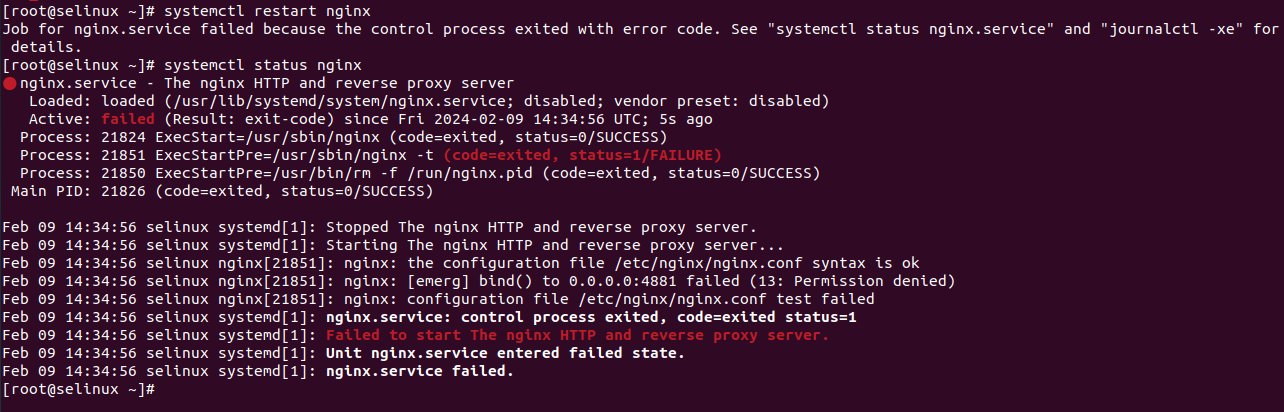 [root@selinux ~]# systemctl restart nginx
Job for nginx.service failed because the control process exited with error code. See "systemctl status nginx.service" and "journalctl -xe" for
 details.
[root@selinux ~]# systemctl status nginx
● nginx.service - The nginx HTTP and reverse proxy server
   Loaded: loaded (/usr/lib/systemd/system/nginx.service; disabled; vendor preset: disabled)
   Active: failed (Result: exit-code) since Fri 2024-02-09 14:34:56 UTC; 5s ago
  Process: 21824 ExecStart=/usr/sbin/nginx (code=exited, status=0/SUCCESS)
  Process: 21851 ExecStartPre=/usr/sbin/nginx -t (code=exited, status=1/FAILURE)
  Process: 21850 ExecStartPre=/usr/bin/rm -f /run/nginx.pid (code=exited, status=0/SUCCESS)
 Main PID: 21826 (code=exited, status=0/SUCCESS)

Feb 09 14:34:56 selinux systemd[1]: Stopped The nginx HTTP and reverse proxy server.
Feb 09 14:34:56 selinux systemd[1]: Starting The nginx HTTP and reverse proxy server...
Feb 09 14:34:56 selinux nginx[21851]: nginx: the configuration file /etc/nginx/nginx.conf syntax is ok
Feb 09 14:34:56 selinux nginx[21851]: nginx: [emerg] bind() to 0.0.0.0:4881 failed (13: Permission denied)
Feb 09 14:34:56 selinux nginx[21851]: nginx: configuration file /etc/nginx/nginx.conf test failed
Feb 09 14:34:56 selinux systemd[1]: nginx.service: control process exited, code=exited status=1
Feb 09 14:34:56 selinux systemd[1]: Failed to start The nginx HTTP and reverse proxy server.
Feb 09 14:34:56 selinux systemd[1]: Unit nginx.service entered failed state.
Feb 09 14:34:56 selinux systemd[1]: nginx.service failed.
[root@selinux ~]#